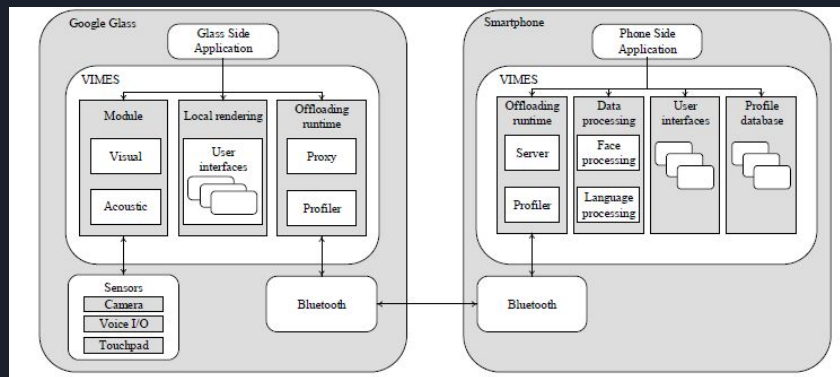 Google Glass
Glass Side
Application
VIMES
Module
Visual
Acoustic
Local rendering
User
interfaces
Offloading
runtime
Proxy
Profiler
Sensors
Camera
Voice I/O
Touchpad
Bluetooth
Smartphone
Phone Side
Application
VIMES
Offloading
runtime
Server
Profiler
Data
processing
Face
processing
Language
processing
User
interfaces
Profile
database
Bluetooth